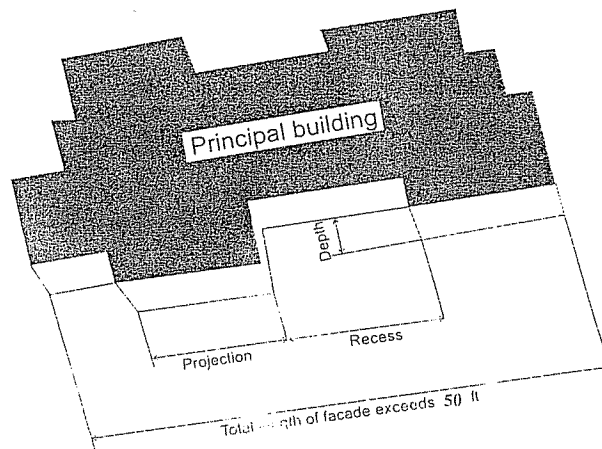 Principal building
Depth
Projection
Recess
Total of facade exceeds 50 ft